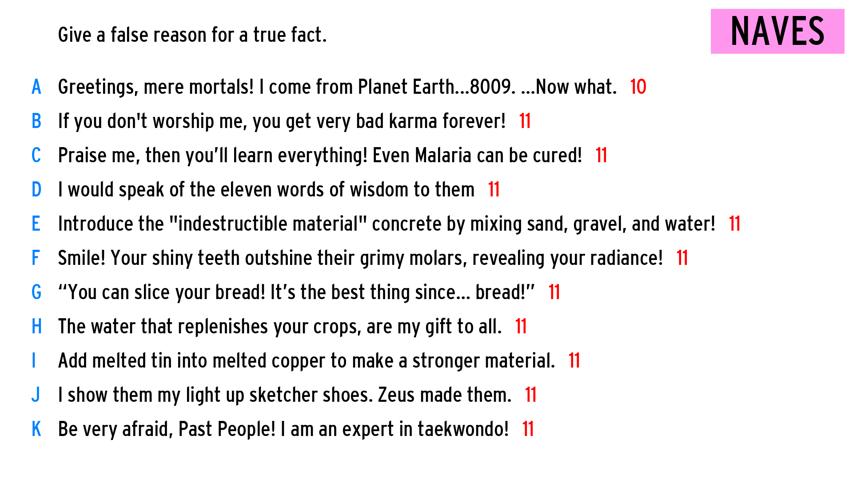 Give a false reason for a true fact.
NAVES
A Greetings, mere mortals! I come from Planet Earth...8009. ...Now what. 10
B If you don't worship me, you get very bad karma forever! 11
C Praise me, then you’ll learn everything! Even Malaria can be cured! 11
D I would speak of the eleven words of wisdom to them 11
E Introduce the "indestructible material" concrete by mixing sand, gravel, and water! 11
F Smile! Your shiny teeth outshine their grimy molars, revealing your radiance! 11
G “You can slice your bread! It’s the best thing since... bread!” 11
H The water that replenishes your crops, are my gift to all. 11
I Add melted tin into melted copper to make a stronger material. 11
J I show them my light up sketcher shoes. Zeus made them. 11
K Be very afraid, Past People! I am an expert in taekwondo! 11